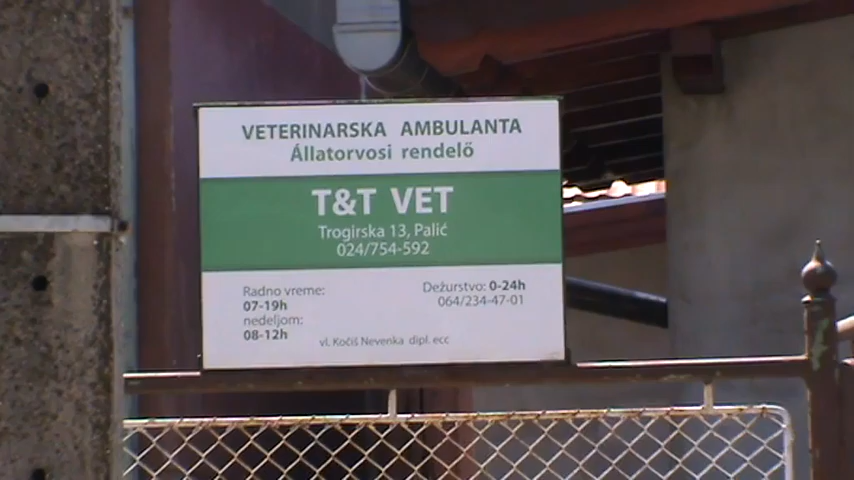 VETERINARSKA AMBULANTA
Állatorvosi rendelő
T&T VET
Trogirska 13, Palić
024/754-592
Radno vreme:
07-19h
nedeljom:
08-12h
Dežurstvo: 0-24h
064/234-47-01
vl. Kočiš Nevenka dipl. ecc